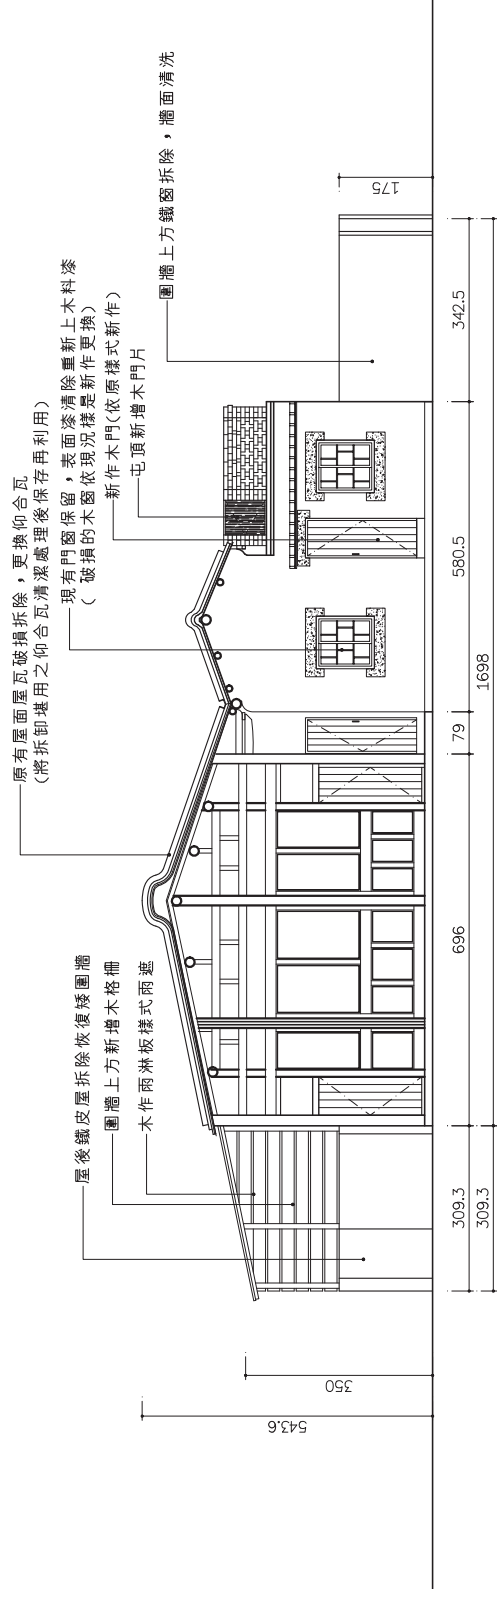 原有屋面屋瓦破損拆除，更換仰合瓦
(將拆卸堪用之仰合瓦清潔處理後保存再利用)
現有門窗保留，表面漆清除重新上木料漆
( 破損的木窗依現況樣是新作更換)
新作木門(依原樣式新作)
屯頂新增木門片
圍牆上方鐵窗拆除，牆面清洗
屋後鐵皮屋拆除恢復矮圍牆
圍牆上方新增木格柵
木作雨淋板樣式雨遮
543.6
350
175
309.3
696
79
580.5
342.5
309.3
1698